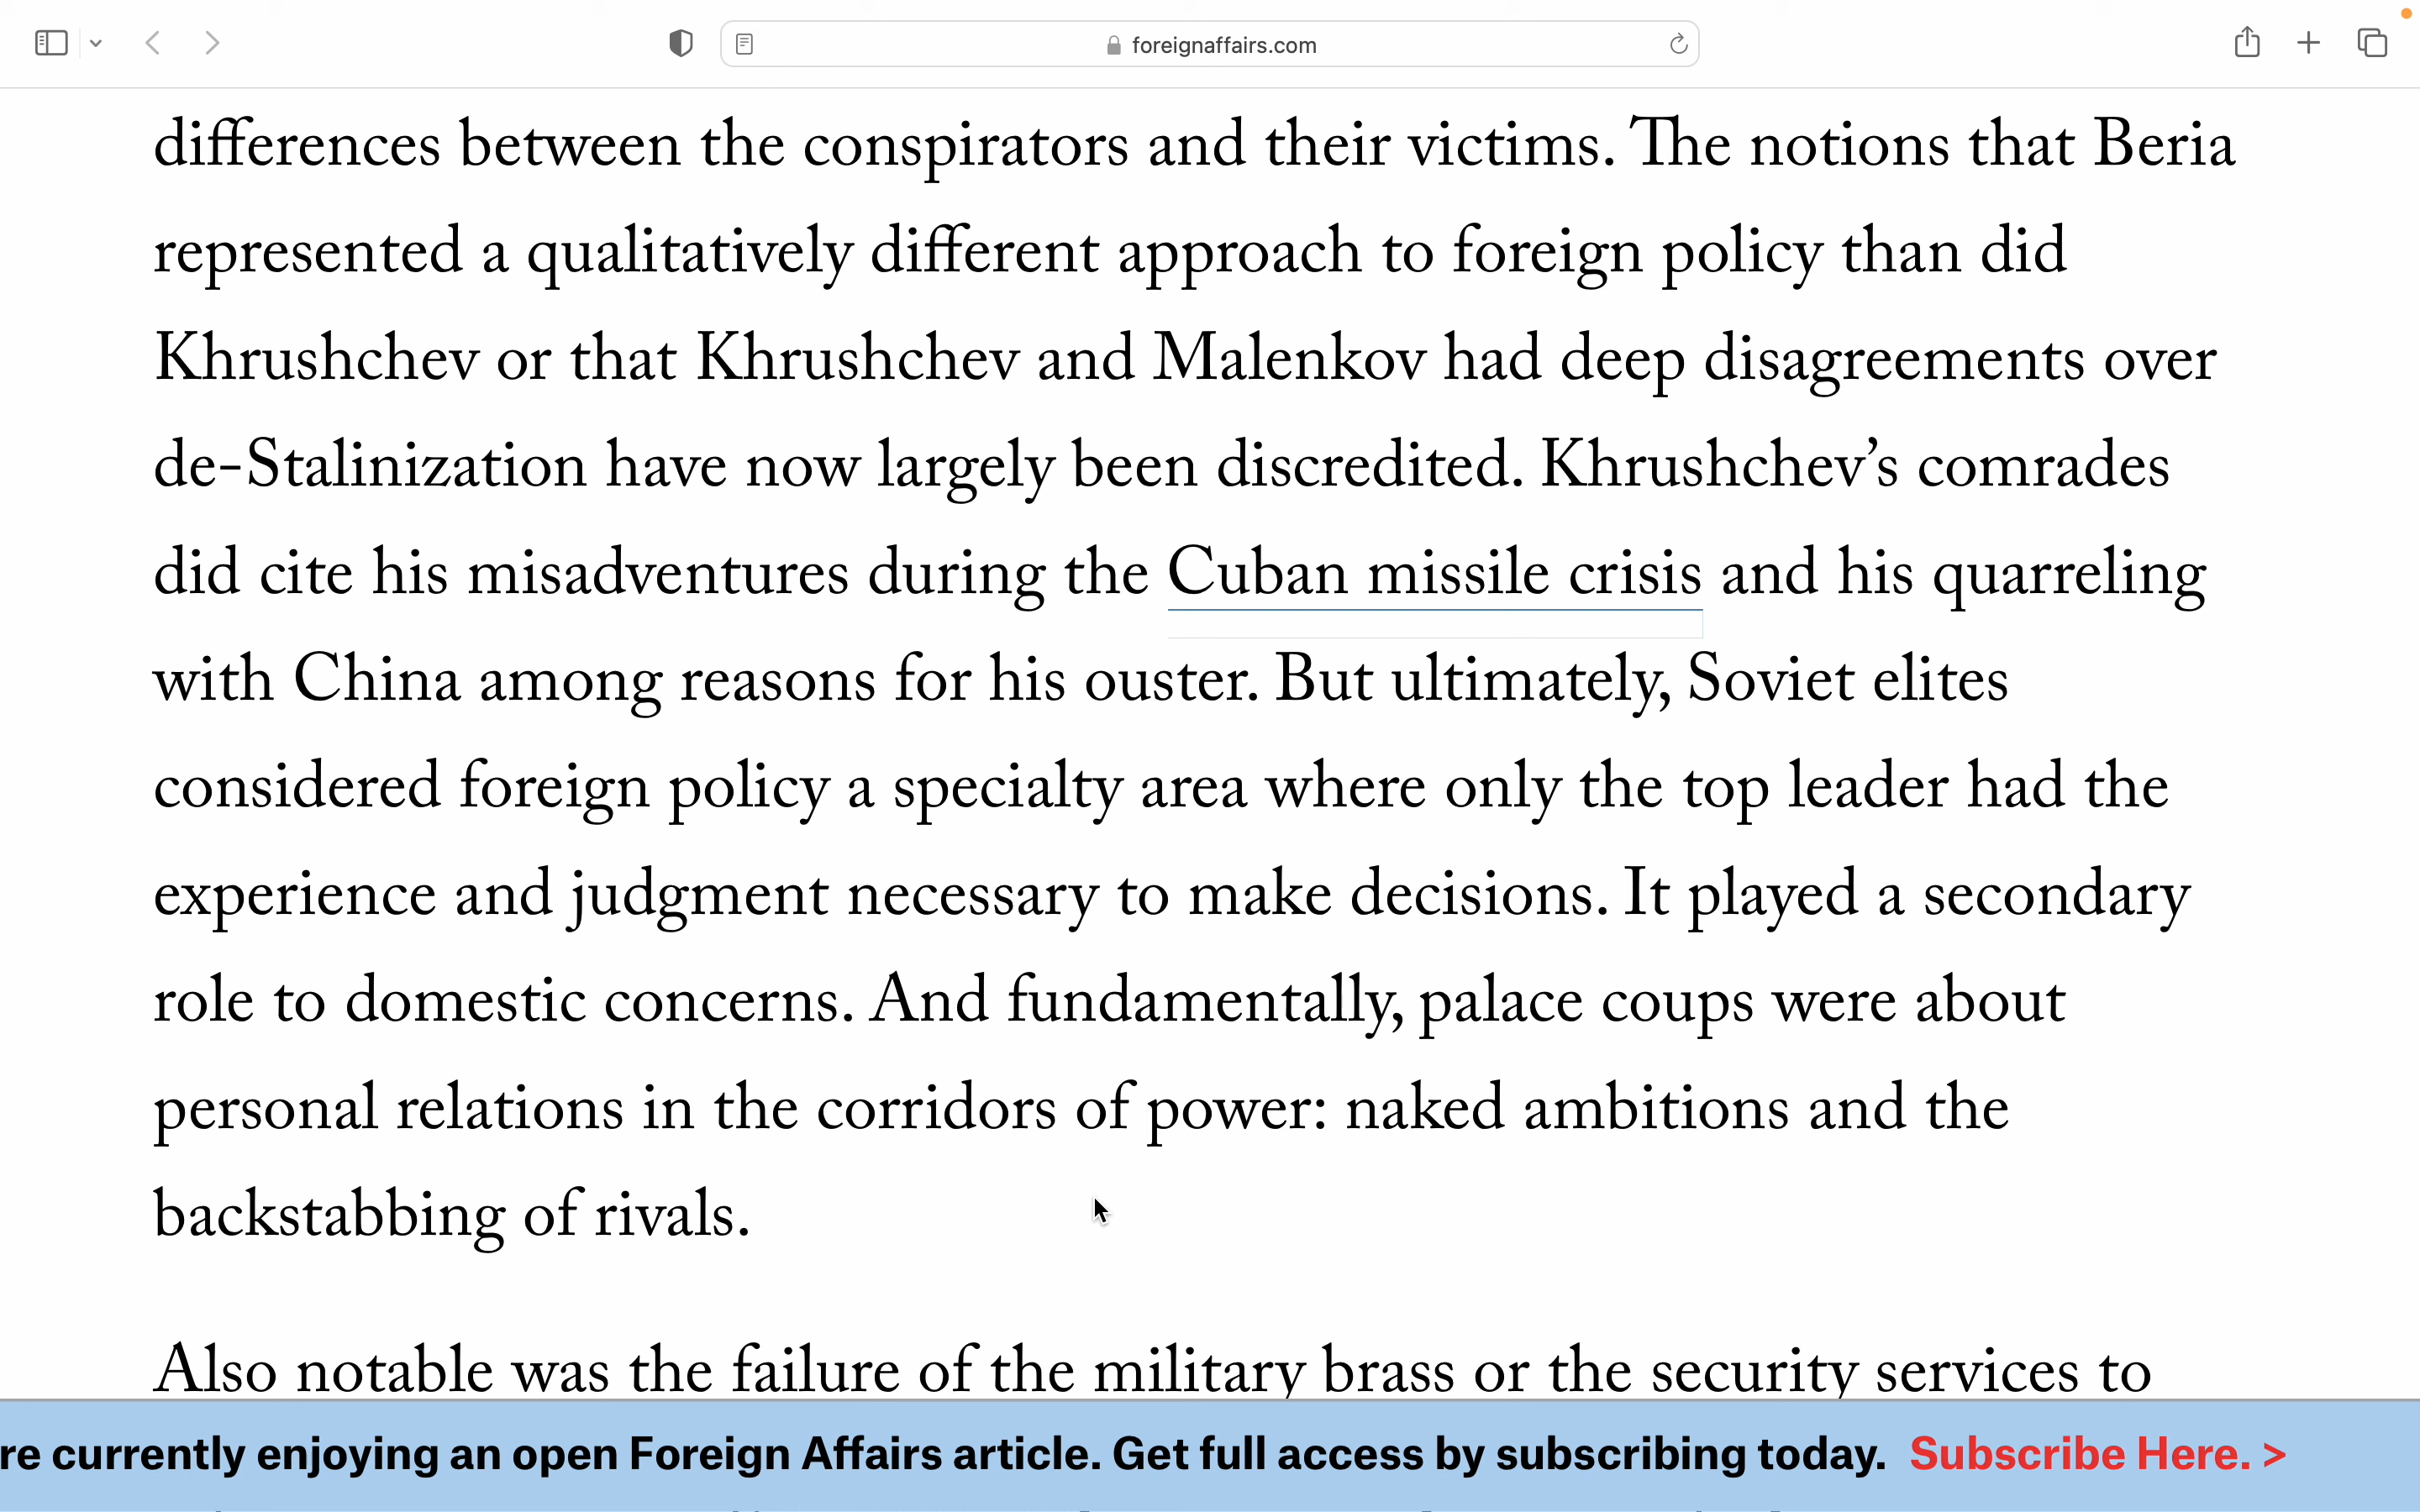 foreignaffairs.com
differences between the conspirators and their victims. The notions that Beria
represented a qualitatively different approach to foreign policy than did
Khrushchev or that Khrushchev and Malenkov had deep disagreements over
de-Stalinization have now largely been discredited. Khrushchev’s comrades
did cite his misadventures during the Cuban missile crisis and his quarreling
with China among reasons for his ouster. But ultimately, Soviet elites
considered foreign policy a specialty area where only the top leader had the
experience and judgment necessary to make decisions. It played a secondary
role to domestic concerns. And fundamentally, palace coups were about
personal relations in the corridors of power: naked ambitions and the
backstabbing of rivals.
Also notable was the failure of the military brass or the security services to
re currently enjoying an open Foreign Affairs article. Get full access by subscribing today. Subscribe Here. >